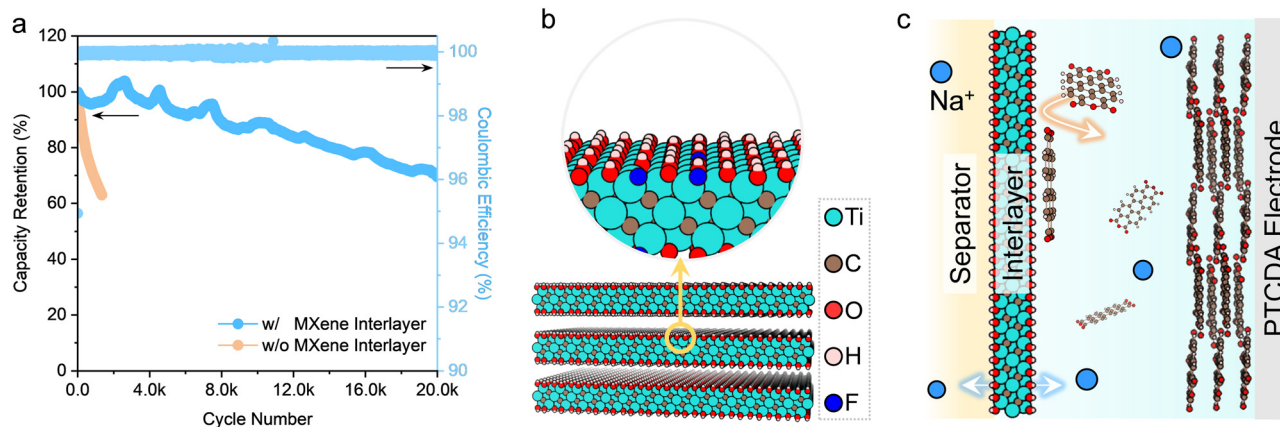 a
120
100
80
60
40
20
0
Capacity Retention (%)
100
98
96
94
92
90
Coulombic Efficiency (%)
w/ MXene Interlayer
w/o MXene Interlayer
0.0k 4.0k 8.0k 12.0k 16.0k 20.0k
Cycle Number
b
Ti
C
O
H
F
c
Na⁺
Separator
Interlayer
PTCDA Electrode